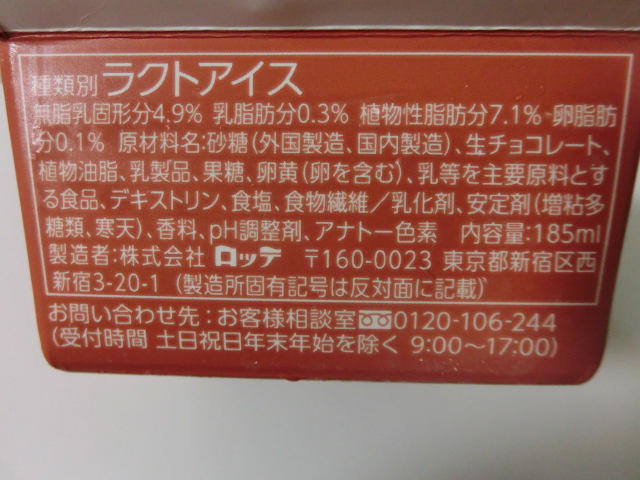 種類別 ラクトアイス
無脂乳固形分4.9% 乳脂肪分0.3% 植物性脂肪分7.1% 卵脂肪
分0.1% 原材料名:砂糖(外国製造、国内製造)、生チョコレート、
植物油脂、乳製品、果糖、卵黄(卵を含む)、乳等を主要原料とす
る食品、デキストリン、食塩、食物繊維/乳化剤、安定剤(増粘多
糖類、寒天)、香料、pH調整剤、アナトー色素 内容量:185ml
製造者:株式会社 ロッテ 〒160-0023 東京都新宿区西
新宿3-20-1 (製造所固有記号は反対面に記載)
お問い合わせ先:お客様相談室 0120-106-244
(受付時間 土日祝日年末年始を除く 9:00〜17:00)